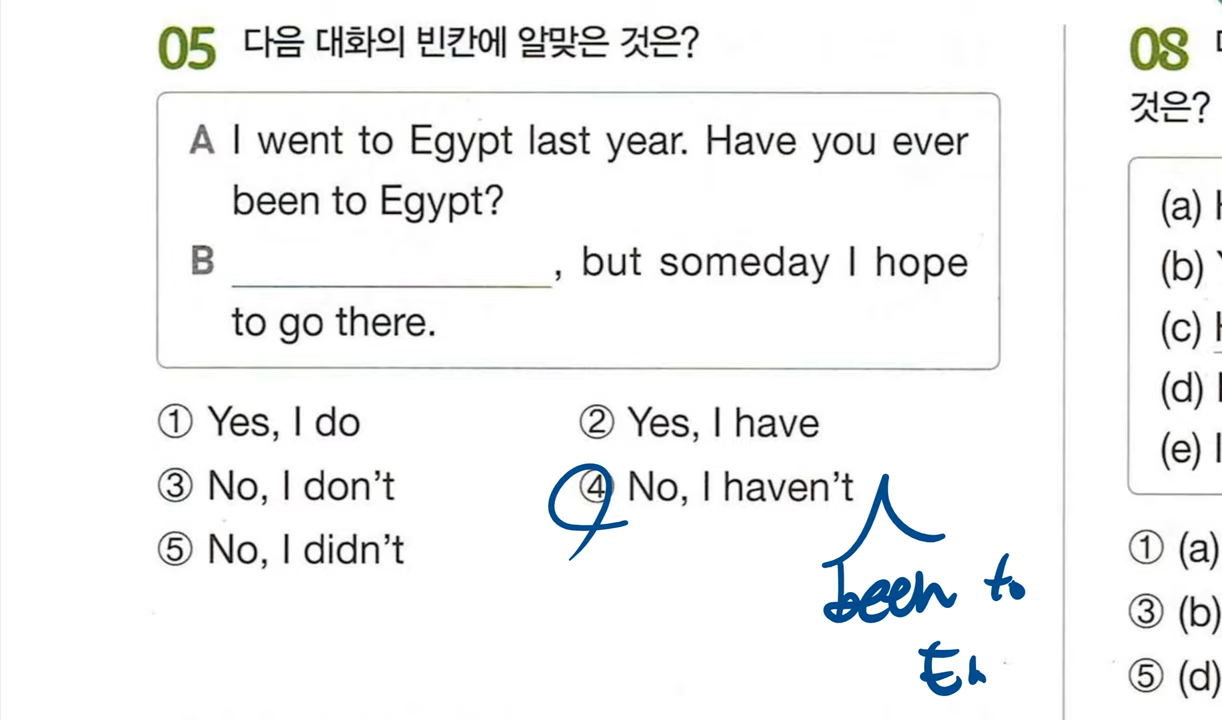 05 다음 대화의 빈칸에 알맞은 것은?
A I went to Egypt last year. Have you ever
been to Egypt?
B ____________, but someday I hope
to go there.
① Yes, I do
② Yes, I have
③ No, I don't
④ No, I haven't
⑤ No, I didn't
been to
08
것은?
(a)
(b)
(c)
(d)
(e)
① (a)
③ (b)
⑤ (d)